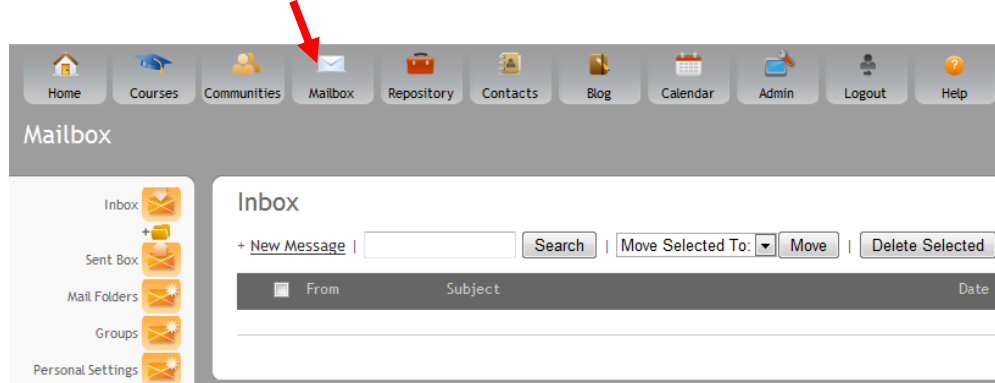 Home Courses Communities Mailbox Repository Contacts Blog Calendar Admin Logout Help
Mailbox
Inbox
Sent Box
Mail Folders
Groups
Personal Settings
Inbox
+ New Message | Search | Move Selected To: Move | Delete Selected
From Subject Date